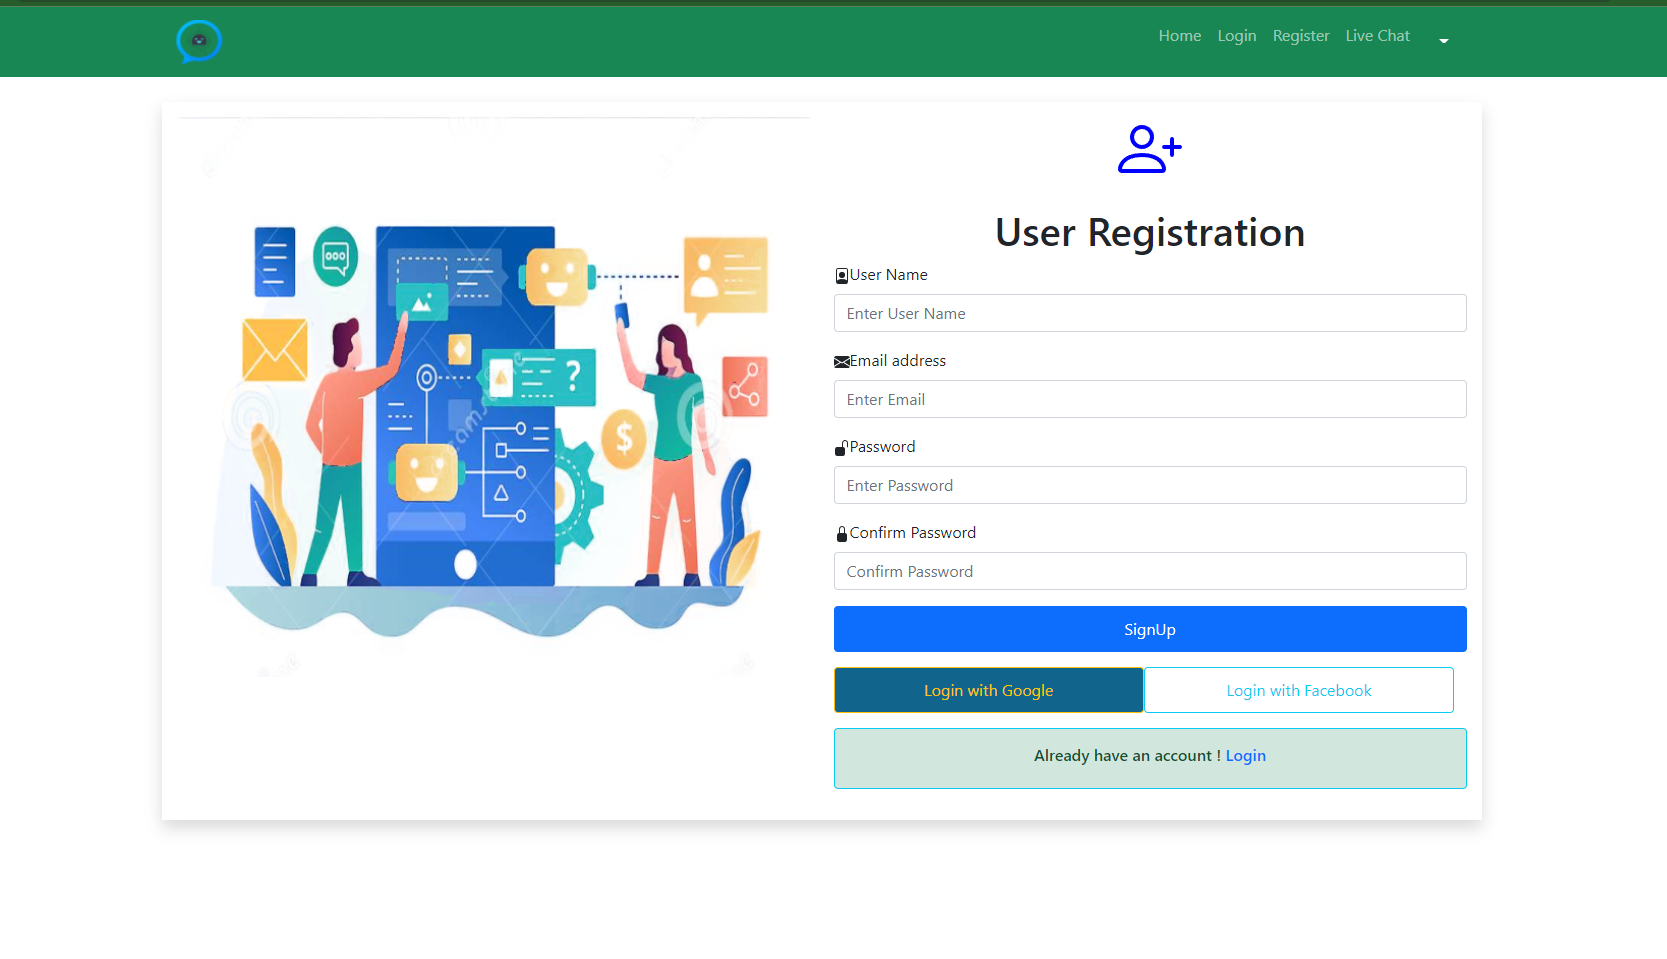 Home Login Register Live Chat
User Registration
User Name
Enter User Name
Email address
Enter Email
Password
Enter Password
Confirm Password
Confirm Password
SignUp
Login with Google Login with Facebook
Already have an account ! Login
?
$